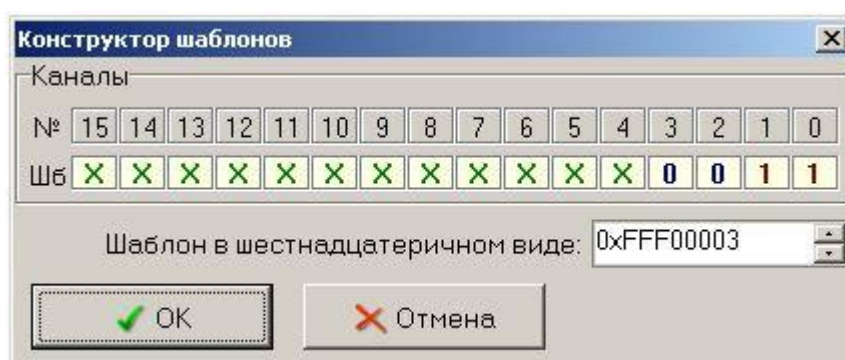 Конструктор шаблонов
Каналы
№ 15 14 13 12 11 10 9 8 7 6 5 4 3 2 1 0
Шб X X X X X X X X X X X X 0 0 1 1
Шаблон в шестнадцатеричном виде: 0xFFF00003
OK Отмена